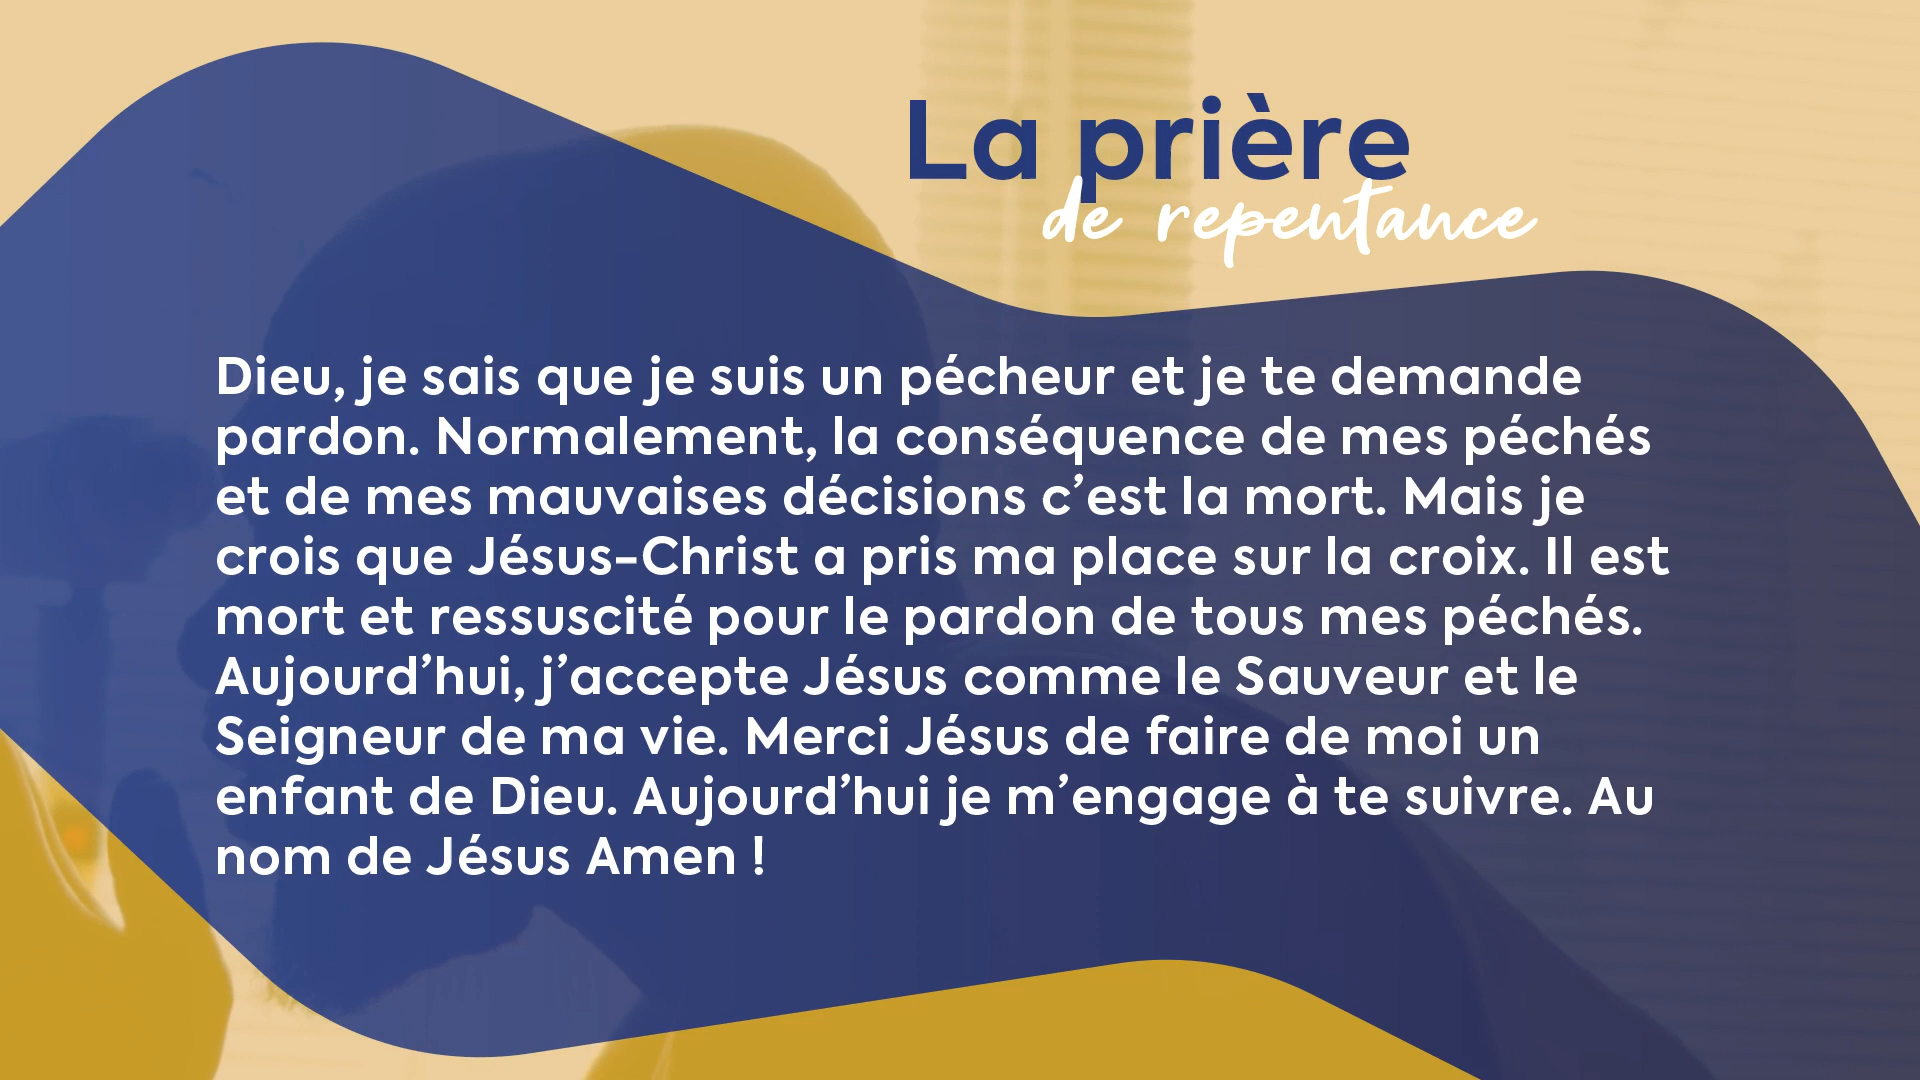 La prière
de repentance
Dieu, je sais que je suis un pécheur et je te demande
pardon. Normalement, la conséquence de mes péchés
et de mes mauvaises décisions c’est la mort. Mais je
crois que Jésus-Christ a pris ma place sur la croix. Il est
mort et ressuscité pour le pardon de tous mes péchés.
Aujourd’hui, j’accepte Jésus comme le Sauveur et le
Seigneur de ma vie. Merci Jésus de faire de moi un
enfant de Dieu. Aujourd’hui je m’engage à te suivre. Au
nom de Jésus Amen !